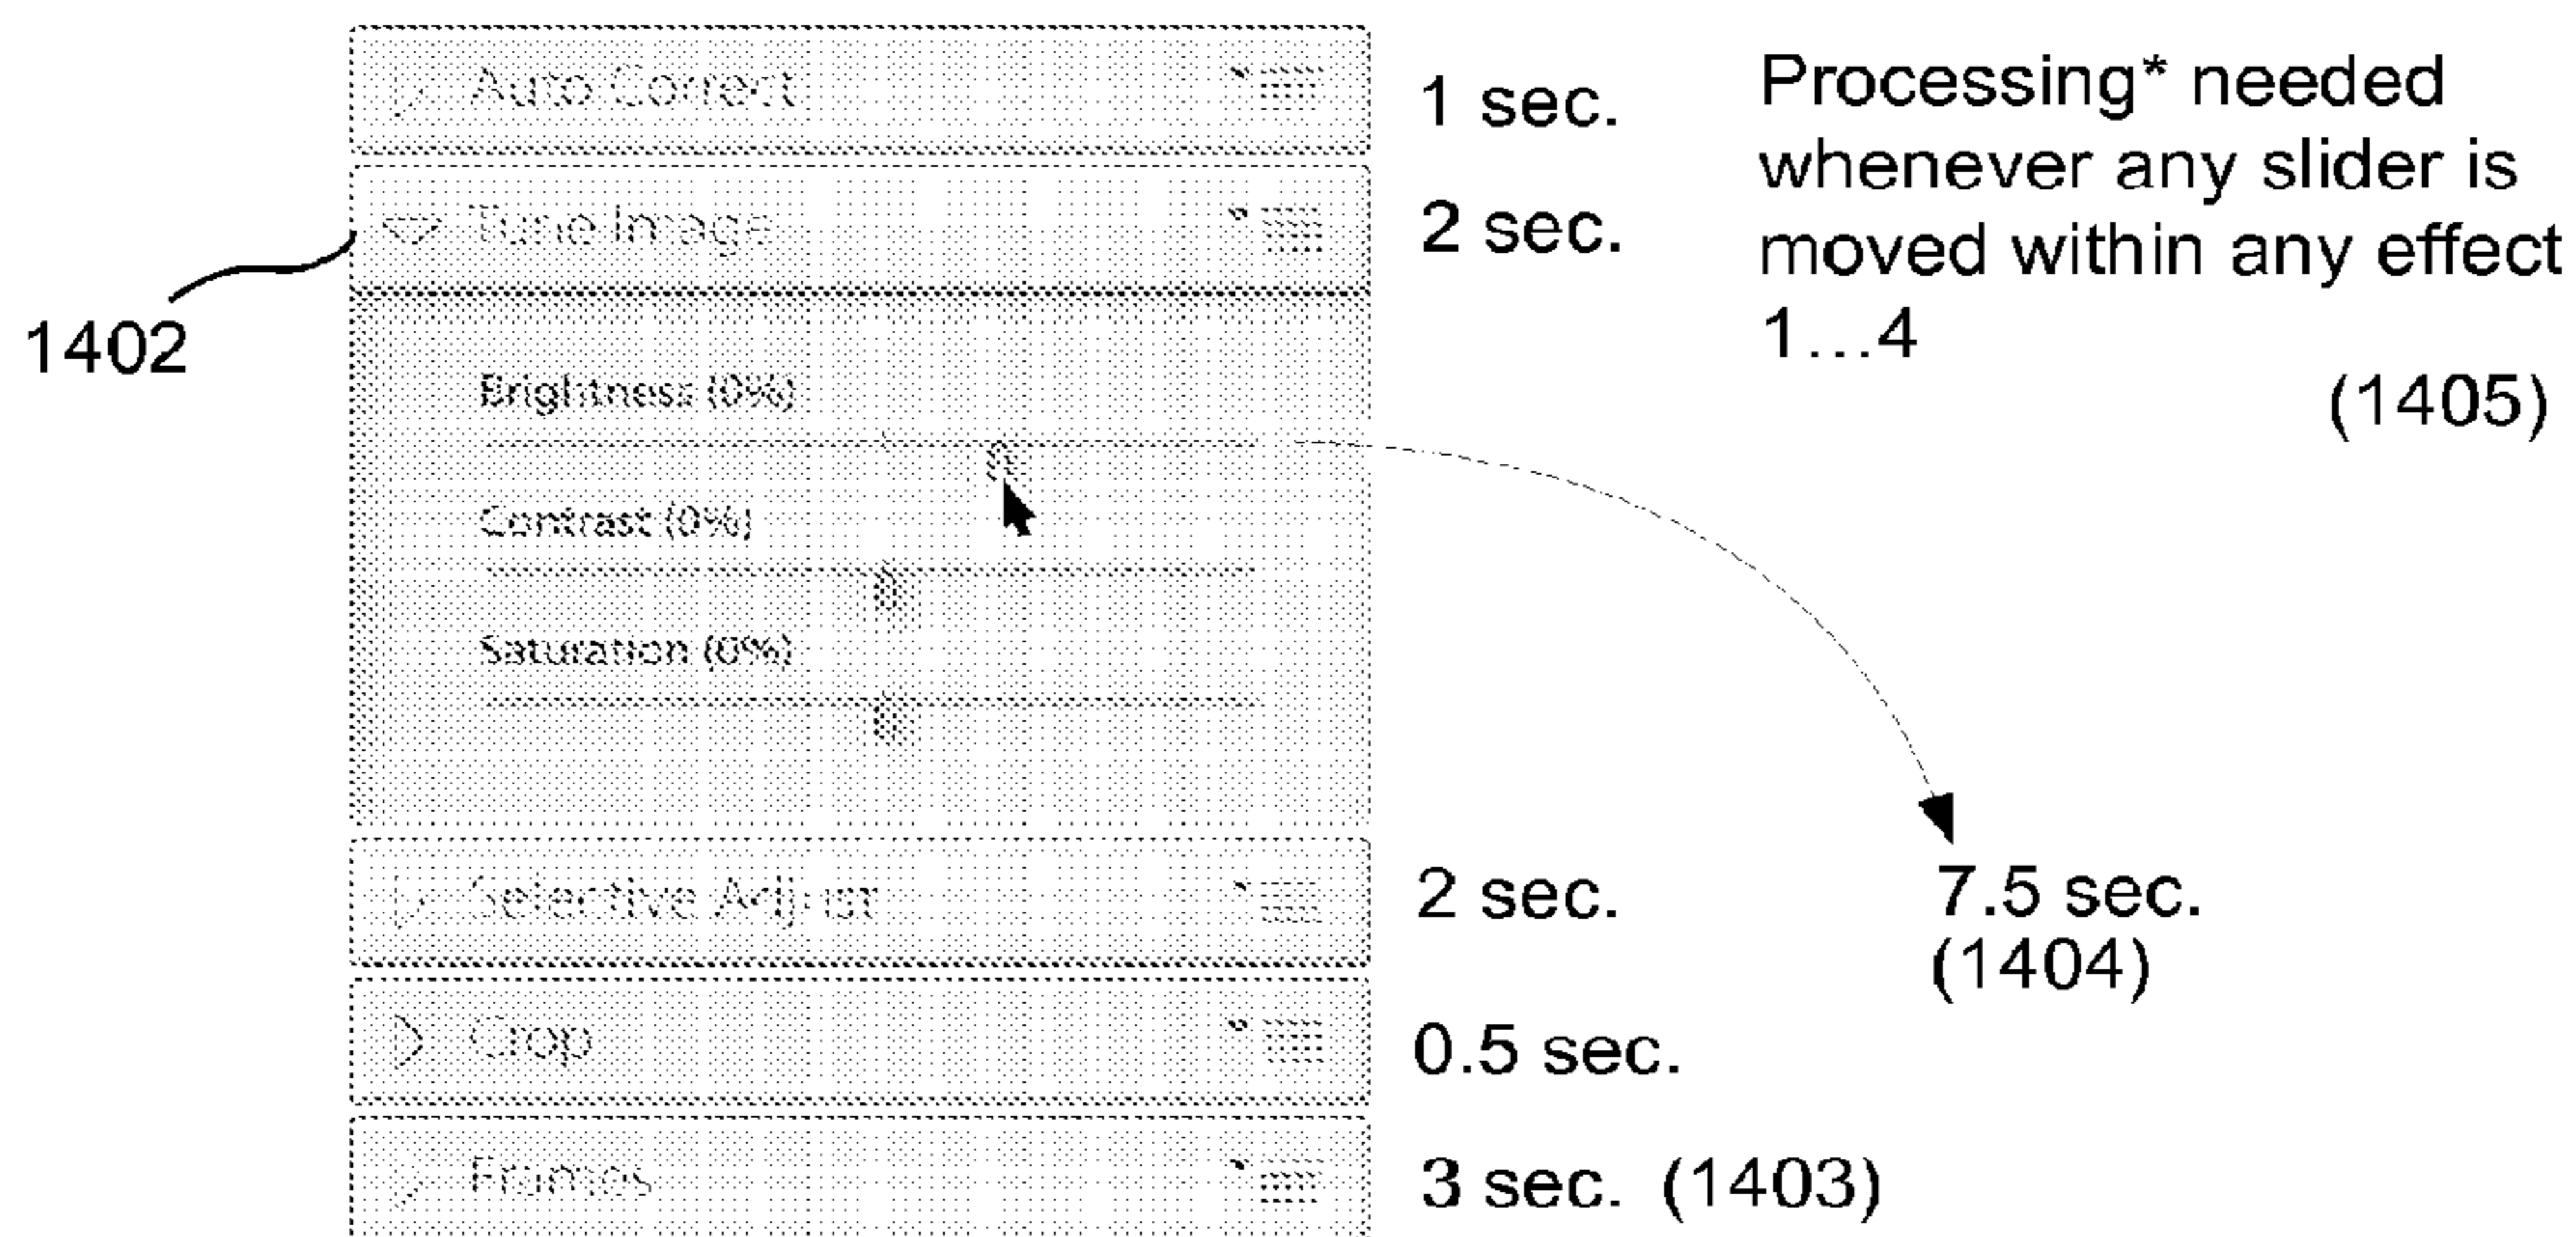 Auto Correct
1 sec.
Processing* needed
whenever any slider is
moved within any effect
1...4
(1405)
Tune Image
2 sec.
1402
Brightness (0%)
Contrast (0%)
Saturation (0%)
Selective Adjust
2 sec.
7.5 sec.
(1404)
Crop
0.5 sec.
Frames
3 sec. (1403)